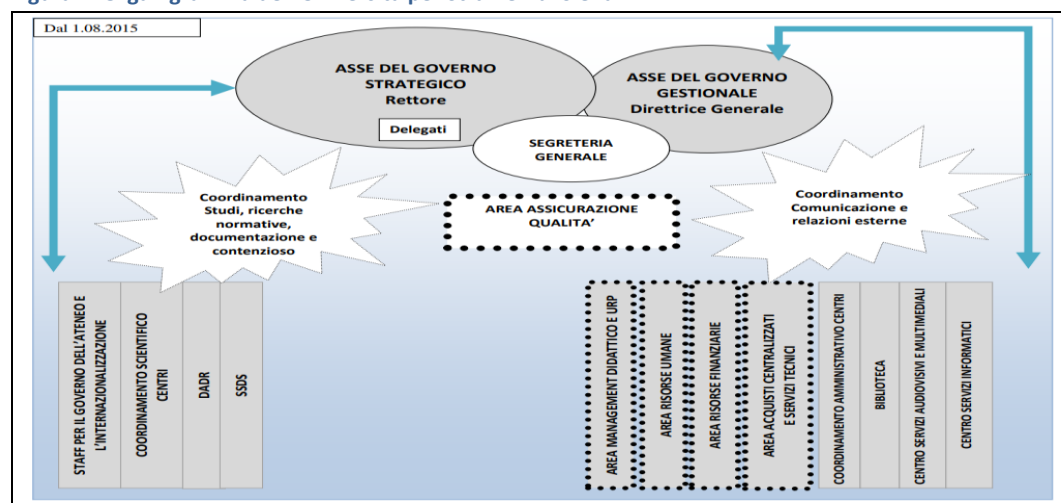 Dal 1.08.2015
ASSE DEL GOVERNO
STRATEGICO
Rettore
Delegati
ASSE DEL GOVERNO
GESTIONALE
Direttrice Generale
SEGRETERIA
GENERALE
Coordinamento
Studi, ricerche
normative,
documentazione e
contenzioso
AREA ASSICURAZIONE
QUALITA’
Coordinamento
Comunicazione e
relazioni esterne
STAFF PER IL GOVERNO DELL'ATENEO E
L'INTERNAZIONALIZZAZIONE
COORDINAMENTO SCIENTIFICO
CENTRI
DADR
SSDS
AREA MANAGEMENT DIDATTICO E URP
AREA RISORSE UMANE
AREA RISORSE FINANZIARIE
AREA ACQUISTI CENTRALIZZATI
E SERVIZI TECNICI
COORDINAMENTO AMMINISTRATIVO CENTRI
BIBLIOTECA
CENTRO SERVIZI AUDIOVISIVI E MULTIMEDIALI
CENTRO SERVIZI INFORMATICI